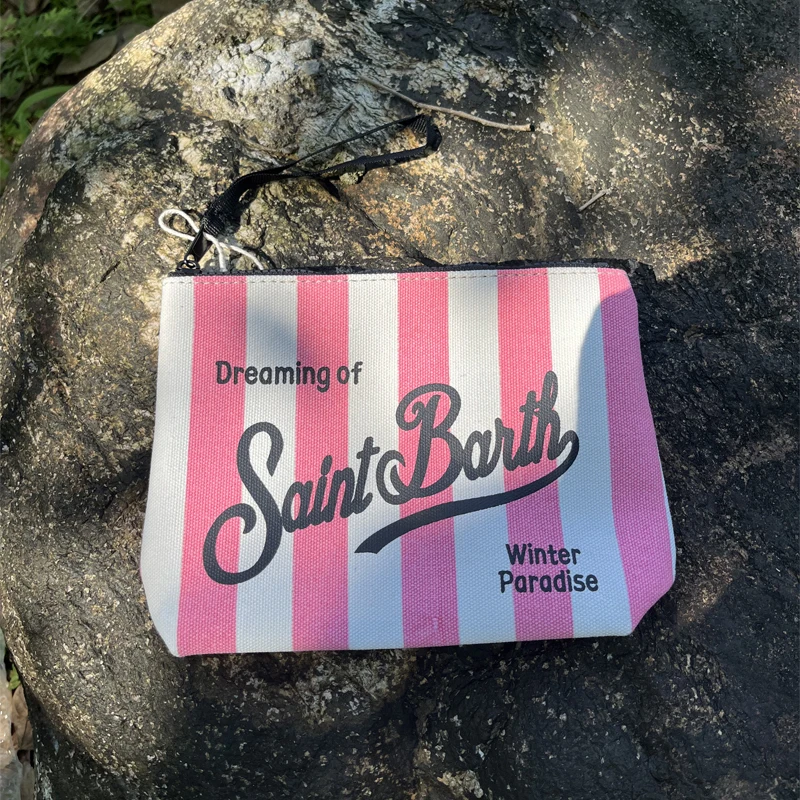 Dreaming of
Saint Barth
Winter
Paradise